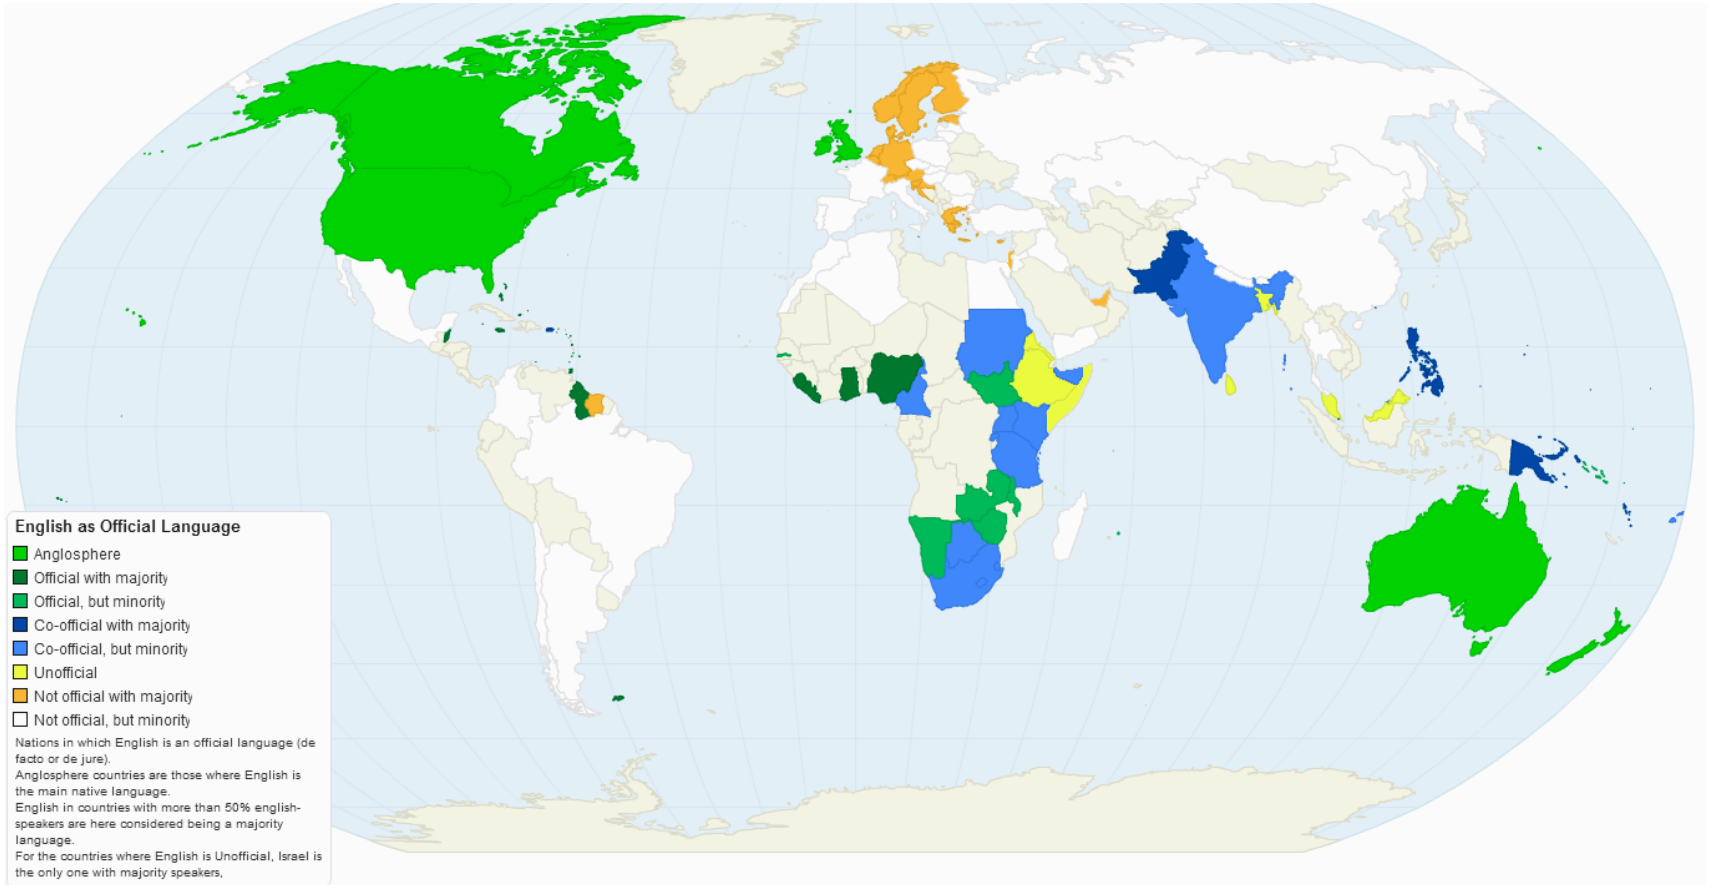 English as Official Language
Anglosphere
Official with majority
Official, but minority
Co-official with majority
Co-official, but minority
Unofficial
Not official with majority
Not official, but minority
Nations in which English is an official language (de
facto or de jure).
Anglosphere countries are those where English is
the main native language.
English in countries with more than 50% english-
speakers are here considered being a majority
language.
For the countries where English is Unofficial, Israel is
the only one with majority speakers,